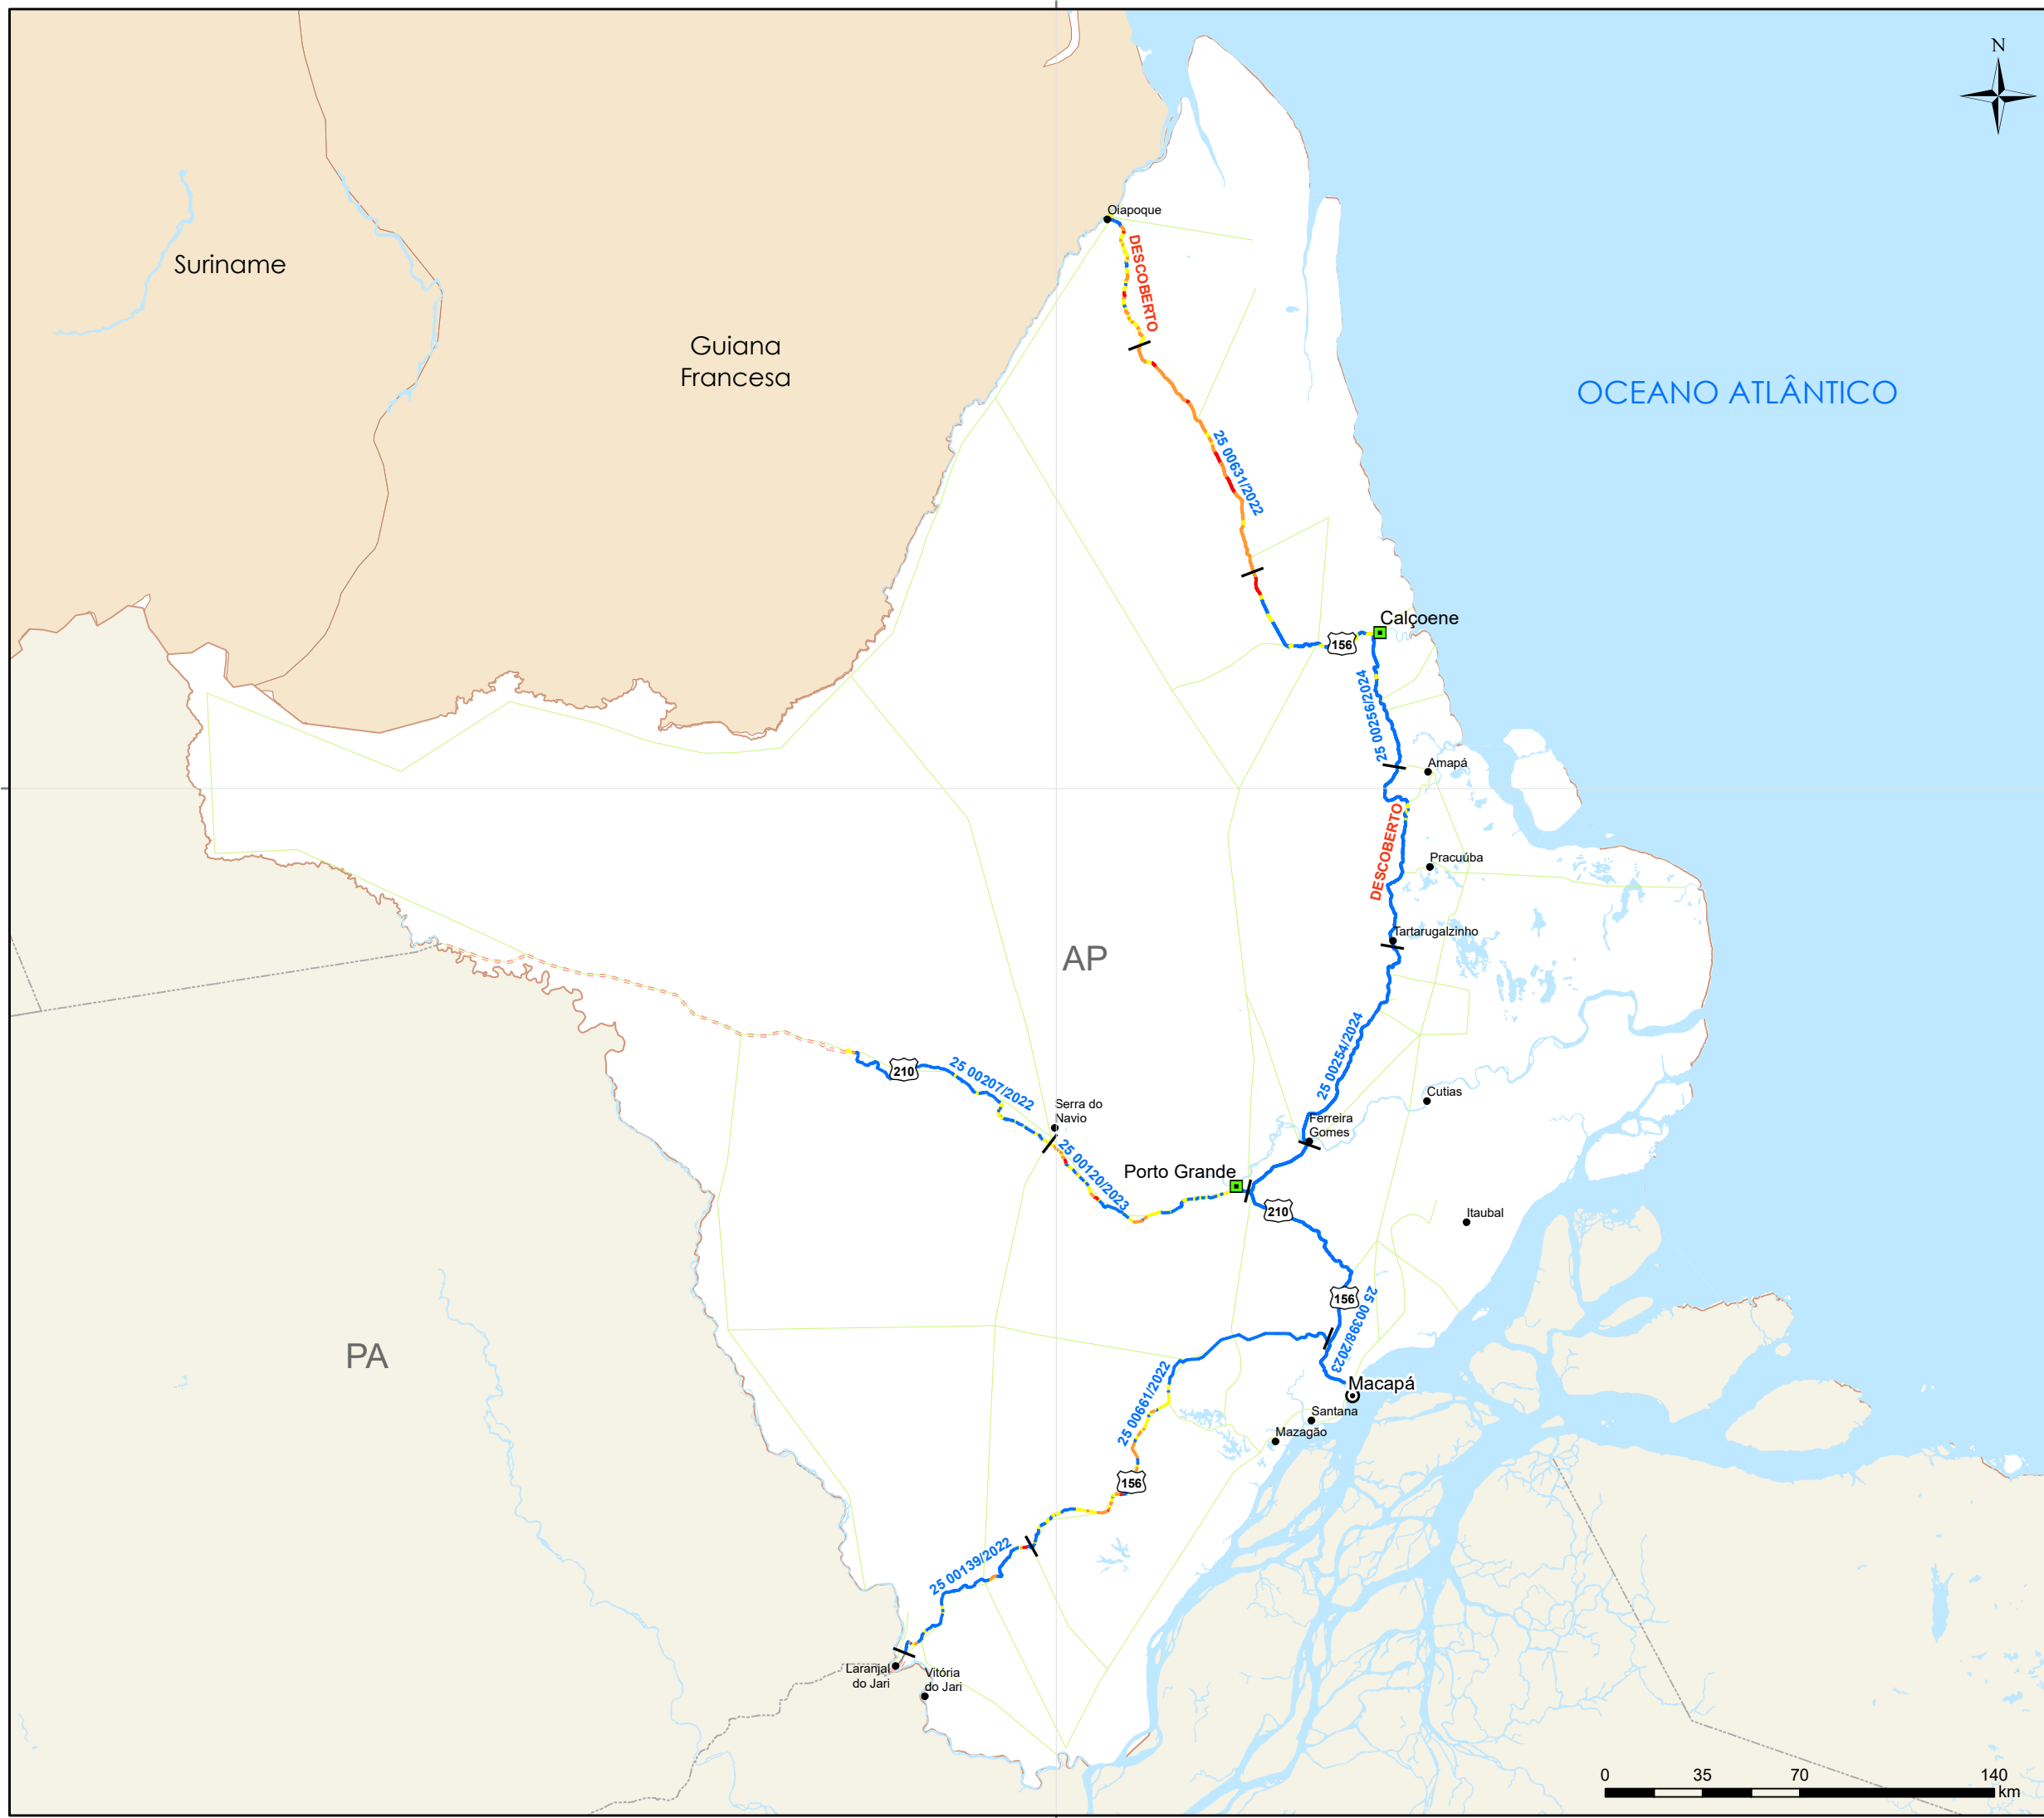 N
Oiapoque
DESCOBERTO
Suriname
Guiana
Francesa
OCEANO ATLÂNTICO
25 00631/2022
Calçoene
156
25 00256/2024
Amapá
DESCOBERTO
Pracuúba
Tartarugalzinho
AP
25 00254/2024
210
25 00207/2022
Serra do
Navio
Cutias
Ferreira
Gomes
25 00120/2023
Porto Grande
210
Itaubal
156
25 00398/2023
PA
25 00661/2022
Macapá
Santana
Mazagão
156
25 00139/2022
Laranjal
do Jari
Vitória
do Jari
0 35 70 140
km